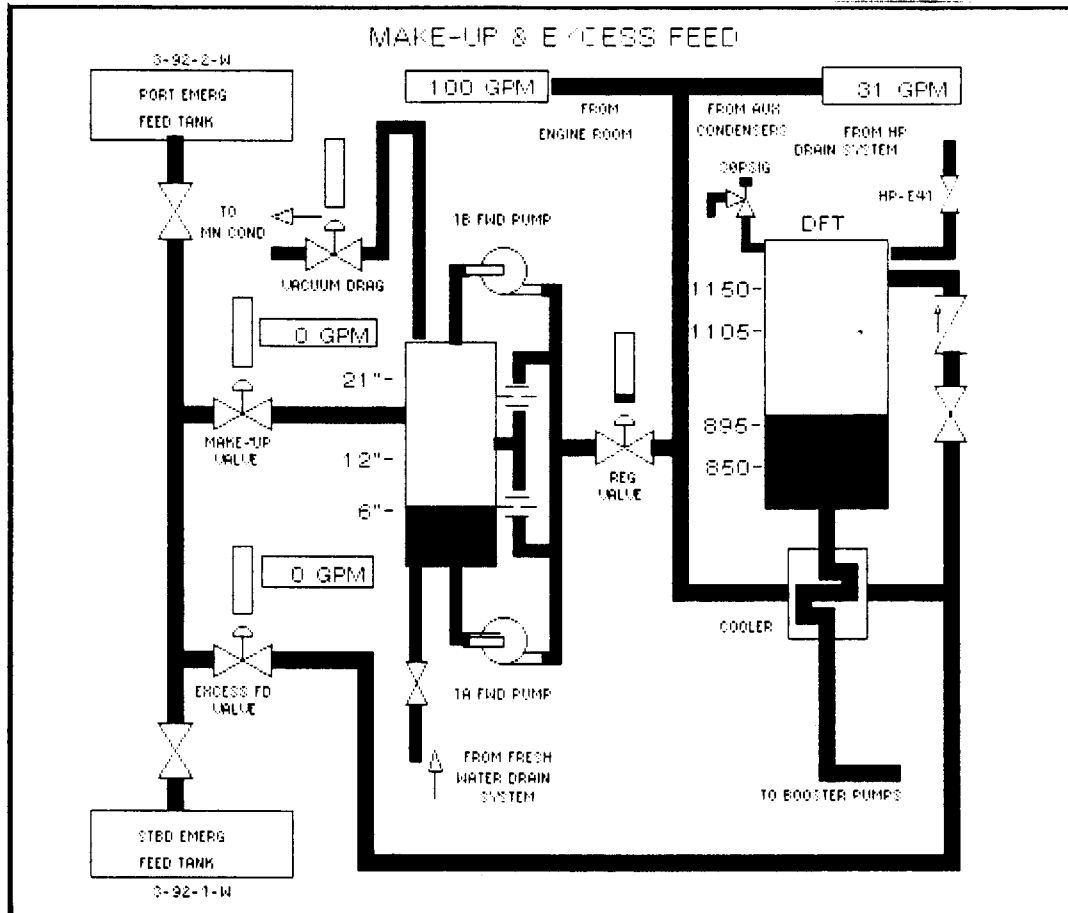 MAKE-UP & EXCESS FEED
3-92-2-W
PORT EMERG
FEED TANK
100 GPM
31 GPM
FROM
ENGINE ROOM
FROM AUX
CONDENSERS
FROM HP
DRAIN SYSTEM
30PSIG
HP-E41
TO
MN COND
VACUUM DRAG
1B FWD PUMP
DFT
1150-
1105-
895-
850-
0 GPM
21"-
12"-
6"-
MAKE-UP
VALVE
REG
VALVE
0 GPM
COOLER
EXCESS FD
VALVE
1A FWD PUMP
FROM FRESH
WATER DRAIN
SYSTEM
TO BOOSTER PUMPS
STBD EMERG
FEED TANK
3-92-1-W